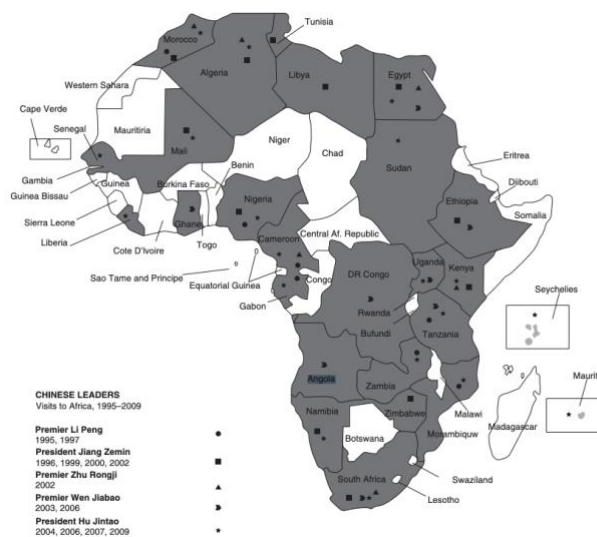 Tunisia
Morocco
Algeria
Libya
Egypt
Western Sahara
Cape Verde
Mauritiria
Senegal
Mali
Niger
Chad
Sudan
Eritrea
Gambia
Guinea Bissau
Guinea
Burkina Faso
Benin
Nigeria
Djibouti
Ethiopia
Somalia
Sierra Leone
Liberia
Ghana
Togo
Cote D'Ivoire
Cameroon
Central Af. Republic
Sao Tame and Principe
Equatorial Guinea
Gabon
Congo
DR Congo
Uganda
Kenya
Rwanda
Bufundi
Tanzania
Seychelies
Angola
Zambia
Malawi
Maurit
Namibia
Zimbabwe
Morambiquw
Madagascar
Botswana
Swaziland
South Africa
Lesotho
CHINESE LEADERS
Visits to Africa, 1995–2009
Premier Li Peng
1995, 1997
President Jiang Zemin
1996, 1999, 2000, 2002
Premier Zhu Rongji
2002
Premier Wen Jiabao
2003, 2006
President Hu Jintao
2004, 2006, 2007, 2009